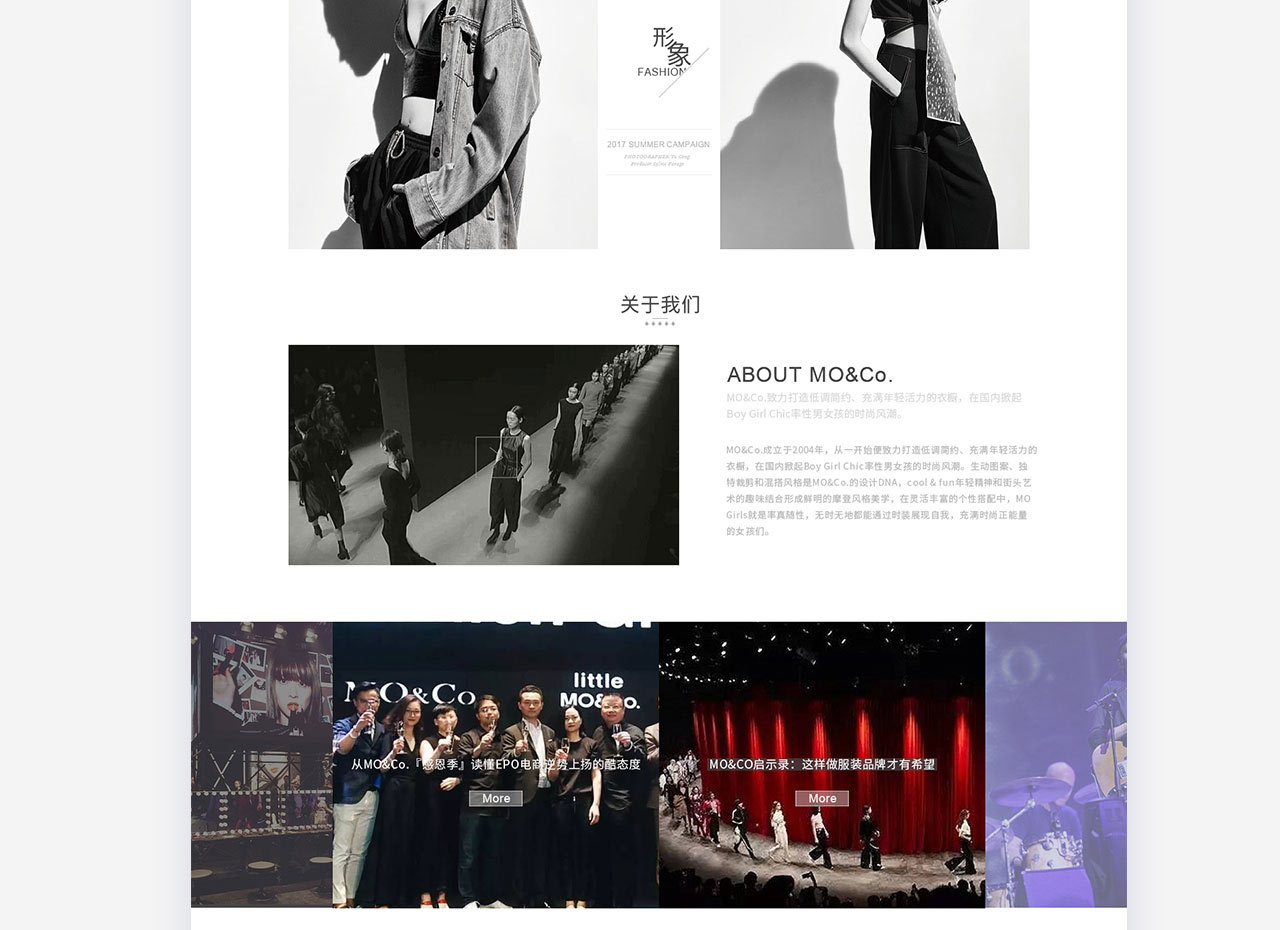 形
象
FASHION
2017 SUMMER CAMPAIGN
关于我们
ABOUT MO&Co.
MO&Co.致力打造低调简约、充满年轻活力的衣橱，在国内掀起
Boy Girl Chic率性男女孩的时尚风潮。
MO&Co.成立于2004年，从一开始便致力打造低调简约、充满年轻活力的
衣橱，在国内掀起Boy Girl Chic率性男女孩的时尚风潮。生动图案、独
特裁剪和混搭风格是MO&Co.的设计DNA，cool & fun年轻精神和街头艺
术的趣味结合形成鲜明的摩登风格美学，在灵活丰富的个性搭配中，MO
Girls就是率真随性，无时无地都能通过时装展现自我，充满时尚正能量
的女孩们。
MO&Co.
little
MO&Co.
从MO&Co.『感恩季』读懂EPO电商逆势上扬的酷态度
More
MO&CO启示录：这样做服装品牌才有希望
More